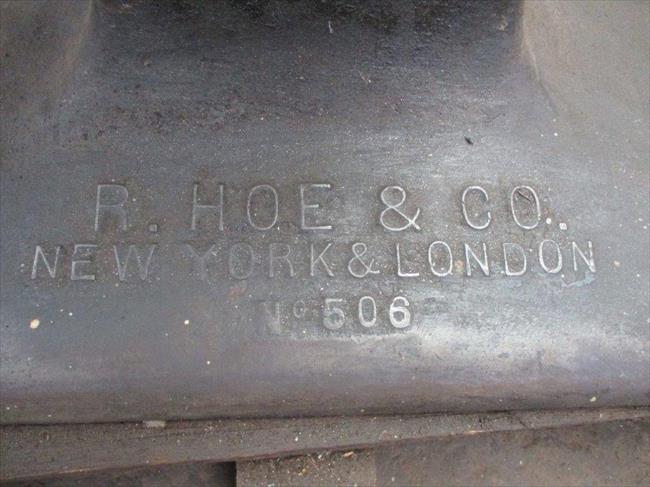 R. HOE & CO.
NEW YORK & LONDON
No 506